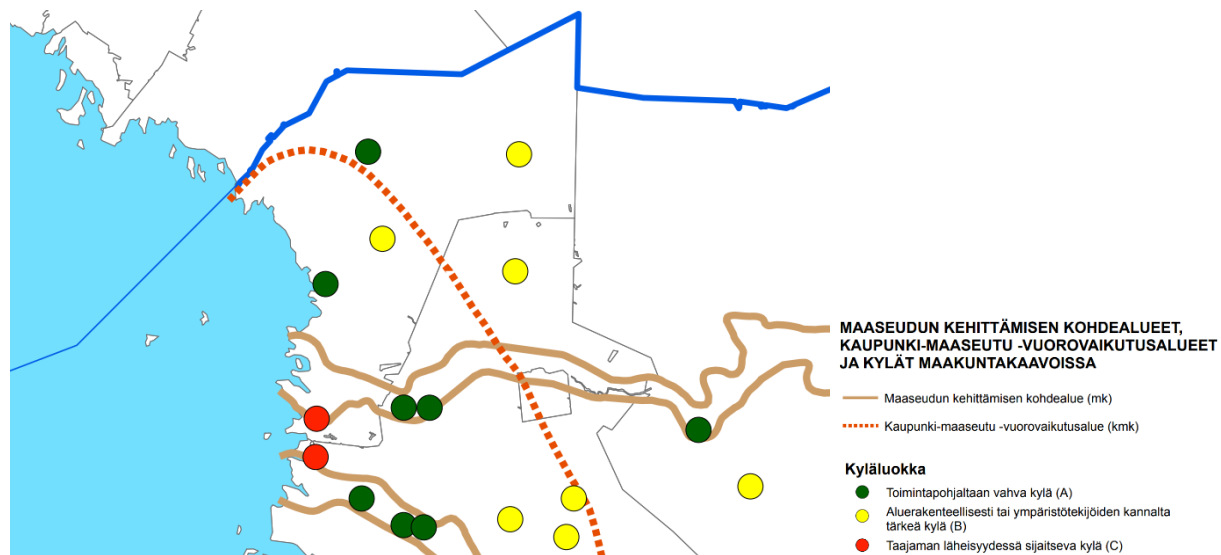 MAASEUDUN KEHITTÄMISEN KOHDEALUEET,
KAUPUNKI-MAASEUTU -VUOROVAIKUTUSALUEET
JA KYLÄT MAAKUNTAKAAVOISSA
Maaseudun kehittämisen kohdealue (mk)
Kaupunki-maaseutu -vuorovaikutusalue (kmk)
Kyläluokka
Toimintapohjaltaan vahva kylä (A)
Aluerakenteellisesti tai ympäristötekijöiden kannalta
tärkeä kylä (B)
Taajaman läheisyydessä sijaitseva kylä (C)